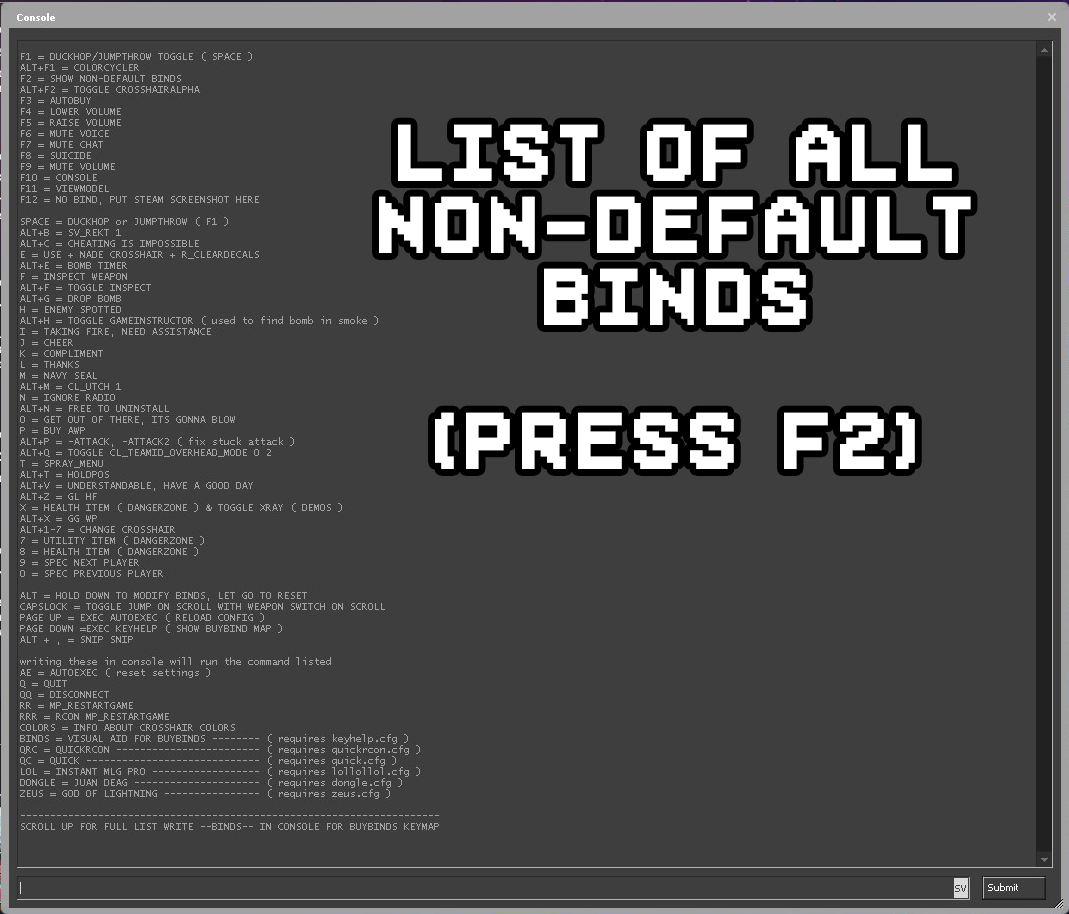 Console
F1 = DUCKHOP/JUMPTHROW TOGGLE ( SPACE )
ALT+F1 = COLORCYCLER
F2 = SHOW NON-DEFAULT BINDS
ALT+F2 = TOGGLE CROSSHAIRALPHA
F3 = AUTOBUY
F4 = LOWER VOLUME
F5 = RAISE VOLUME
F6 = MUTE VOICE
F7 = MUTE CHAT
F8 = SUICIDE
F9 = MUTE VOLUME
F10 = CONSOLE
F11 = VIEWMODEL
F12 = NO BIND, PUT STEAM SCREENSHOT HERE
SPACE = DUCKHOP or JUMPTHROW ( F1 )
ALT+B = SV_REKT 1
ALT+C = CHEATING IS IMPOSSIBLE
E = USE + NADE CROSSHAIR + R_CLEARDECALS
ALT+E = BOMB TIMER
F = INSPECT WEAPON
ALT+F = TOGGLE INSPECT
ALT+G = DROP BOMB
H = ENEMY SPOTTED
ALT+H = TOGGLE GAMEINSTRUCTOR ( used to find bomb in smoke )
I = TAKING FIRE, NEED ASSISTANCE
J = CHEER
K = COMPLIMENT
L = THANKS
M = NAVY SEAL
ALT+M = CL_UTCH 1
N = IGNORE RADIO
ALT+N = FREE TO UNINSTALL
O = GET OUT OF THERE, ITS GONNA BLOW
P = BUY AWP
ALT+P = -ATTACK, -ATTACK2 ( fix stuck attack )
ALT+Q = TOGGLE CL_TEAMID_OVERHEAD_MODE 0 2
T = SPRAY_MENU
ALT+T = HOLDPOS
ALT+V = UNDERSTANDABLE, HAVE A GOOD DAY
ALT+Z = GL HF
X = HEALTH ITEM ( DANGERZONE ) & TOGGLE XRAY ( DEMOS )
ALT+X = GG WP
ALT+1-7 = CHANGE CROSSHAIR
7 = UTILITY ITEM ( DANGERZONE )
8 = HEALTH ITEM ( DANGERZONE )
9 = SPEC NEXT PLAYER
0 = SPEC PREVIOUS PLAYER
ALT = HOLD DOWN TO MODIFY BINDS, LET GO TO RESET
CAPSLOCK = TOGGLE JUMP ON SCROLL WITH WEAPON SWITCH ON SCROLL
PAGE UP = EXEC AUTOEXEC ( RELOAD CONFIG )
PAGE DOWN =EXEC KEYHELP ( SHOW BUYBIND MAP )
ALT + , = SNIP SNIP
writing these in console will run the command listed
AE = AUTOEXEC ( reset settings )
Q = QUIT
QQ = DISCONNECT
RR = MP_RESTARTGAME
RRR = RCON MP_RESTARTGAME
COLORS = INFO ABOUT CROSSHAIR COLORS
BINDS = VISUAL AID FOR BUYBINDS -------- ( requires keyhelp.cfg )
QRC = QUICKRCON ------------------------ ( requires quickrcon.cfg )
QC = QUICK ----------------------------- ( requires quick.cfg )
LOL = INSTANT MLG PRO ------------------ ( requires lollollol.cfg )
DONGLE = JUAN DEAG --------------------- ( requires dongle.cfg )
ZEUS = GOD OF LIGHTNING ---------------- ( requires zeus.cfg )
----------------------------------------------------------------------
SCROLL UP FOR FULL LIST WRITE --BINDS-- IN CONSOLE FOR BUYBINDS KEYMAP
LIST OF ALL
NON-DEFAULT
BINDS
(PRESS F2)
SV
Submit